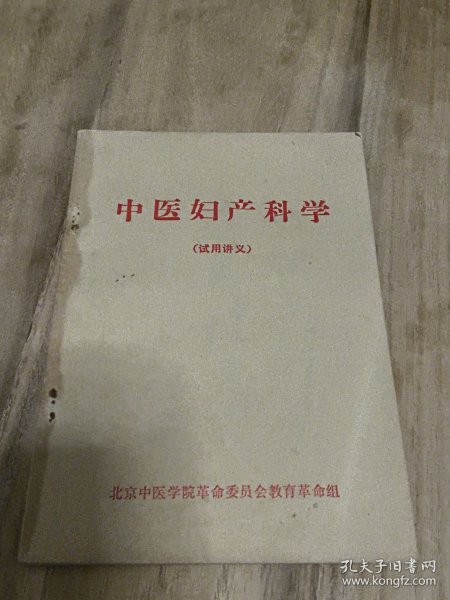 中医妇产科学
（试用讲义）
北京中医学院革命委员会教育革命组
孔夫子旧书网
www.kongfz.com